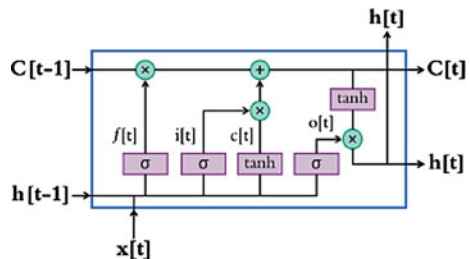 h[t]
C[t-1]
C[t]
tanh
f[t]
i[t]
c[t]
o[t]
σ
σ
tanh
σ
h[t]
h[t-1]
x[t]